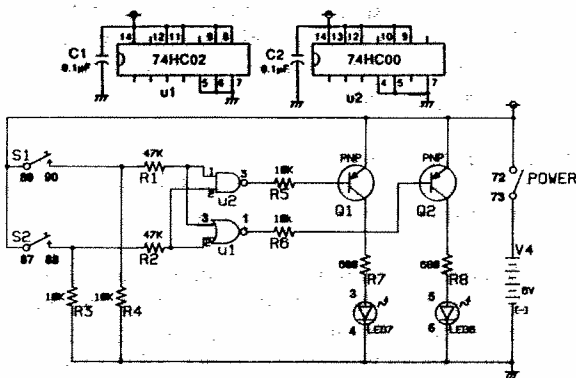 14 12 11 9 8
C1
0.1µF
74HC02
5 6 7
u1
14 13 12 10 9
C2
0.1µF
74HC00
4 5 7
u2
S1
89 90
47K
R1
1
2
3
u2
10K
R5
PNP
Q1
PNP
Q2
72
73
POWER
S2
87 88
47K
R2
3
2
1
u1
10K
R6
10K
R3
10K
R4
680
R7
3
4
LED7
680
R8
5
6
LED8
V4
6V
[-]